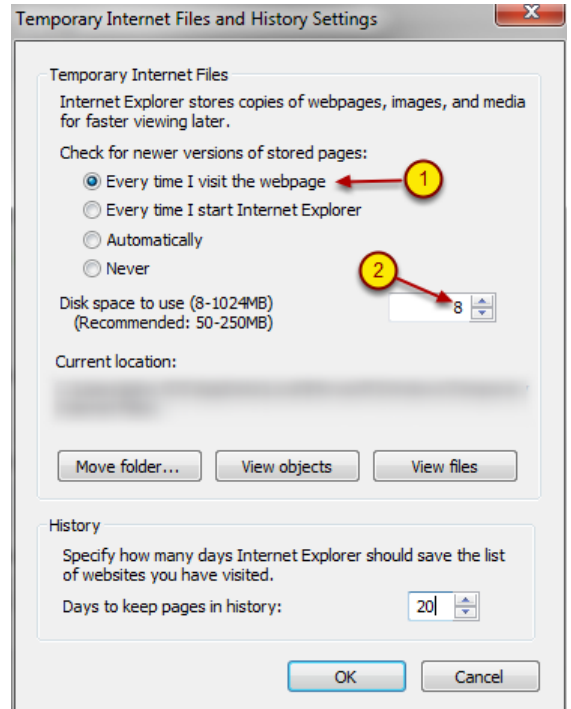 Temporary Internet Files and History Settings
X
Temporary Internet Files
Internet Explorer stores copies of webpages, images, and media
for faster viewing later.
Check for newer versions of stored pages:
Every time I visit the webpage
1
Every time I start Internet Explorer
Automatically
Never
2
Disk space to use (8-1024MB)
8
(Recommended: 50-250MB)
Current location:
Move folder...
View objects
View files
History
Specify how many days Internet Explorer should save the list
of websites you have visited.
Days to keep pages in history:
20
OK
Cancel